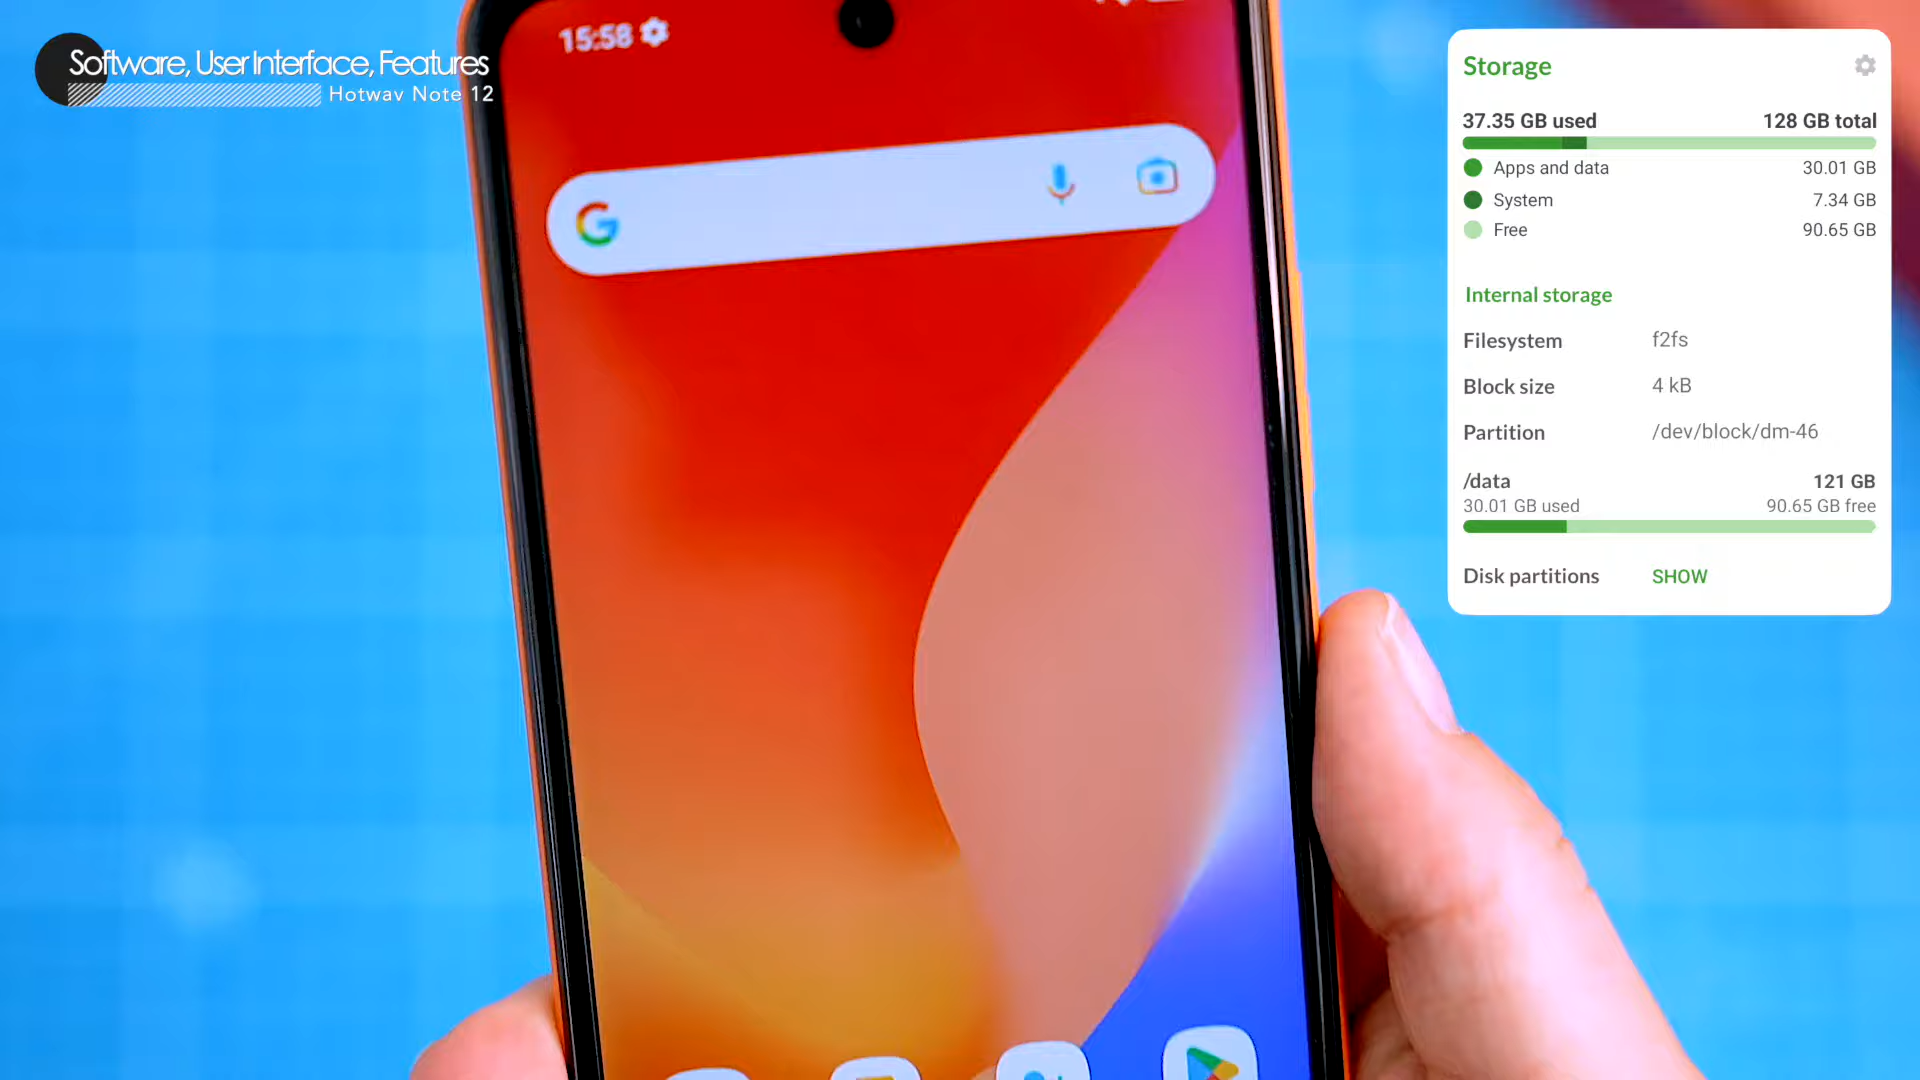 Software, User Interface, Features
Hotwav Note 12
15:58
G
Storage
37.35 GB used 128 GB total
Apps and data 30.01 GB
System 7.34 GB
Free 90.65 GB
Internal storage
Filesystem f2fs
Block size 4 kB
Partition /dev/block/dm-46
/data 121 GB
30.01 GB used 90.65 GB free
Disk partitions SHOW